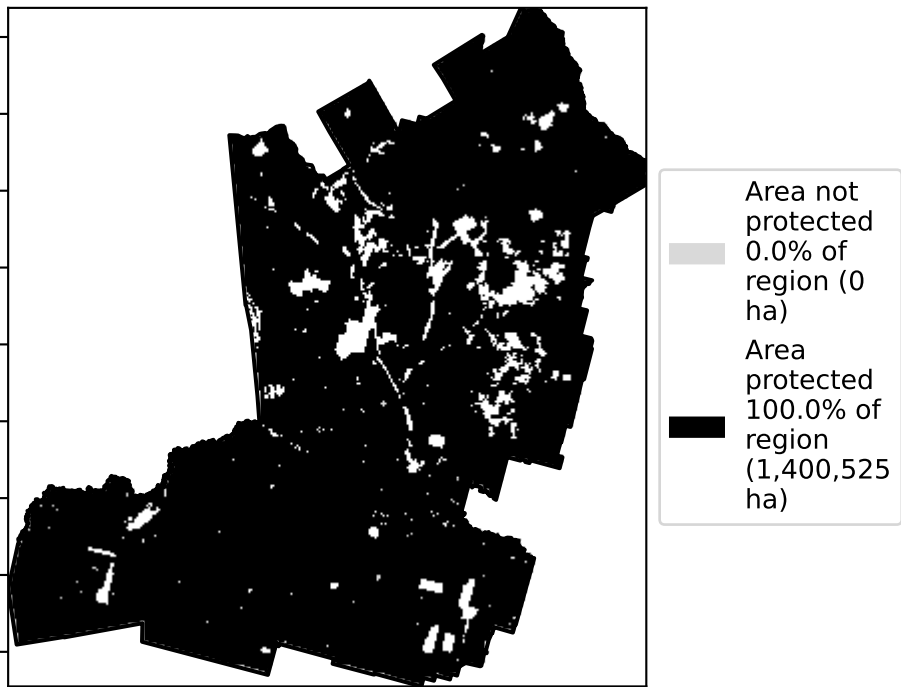 Area not
protected
0.0% of
region (0
ha)
Area
protected
100.0% of
region
(1,400,525
ha)